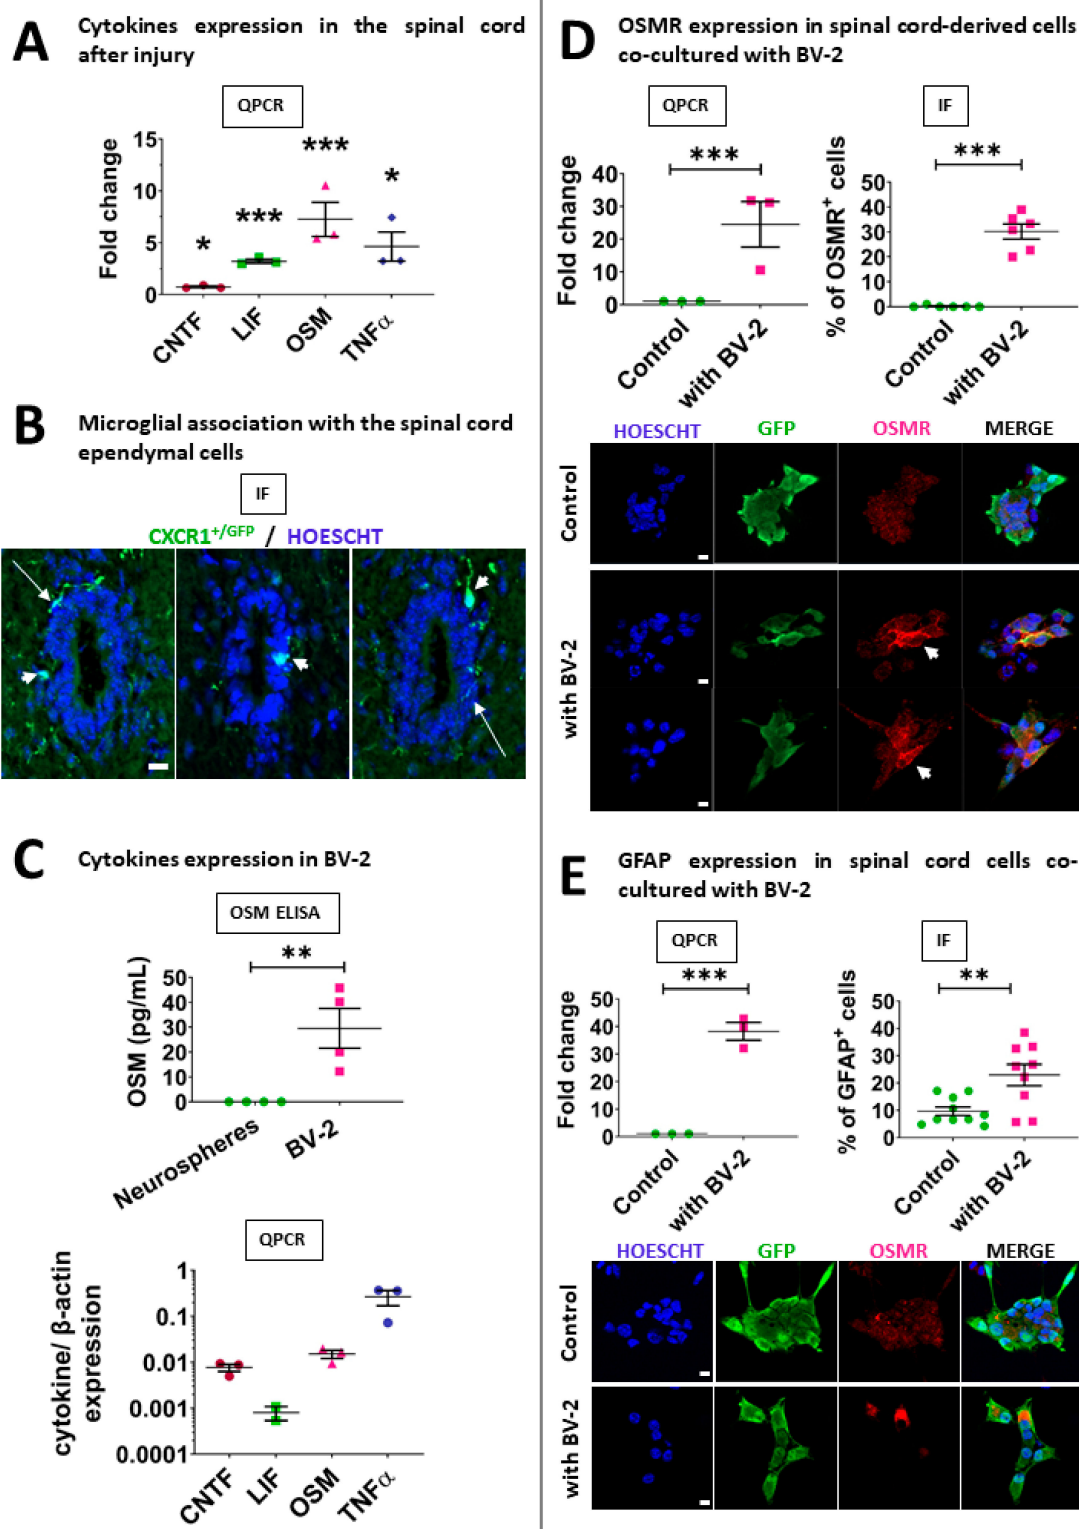 A Cytokines expression in the spinal cord
after injury
QPCR
Fold change
15
10
5
0
***
*
***
*
CNTF
LIF
OSM
TNFα
B Microglial association with the spinal cord
ependymal cells
IF
CXCR1+/GFP / HOESCHT
C Cytokines expression in BV-2
OSM ELISA
**
OSM (pg/mL)
50
40
30
20
10
0
Neurospheres
BV-2
QPCR
cytokine/ β-actin
expression
1
0.1
0.01
0.001
0.0001
CNTF
LIF
OSM
TNFα
D OSMR expression in spinal cord-derived cells
co-cultured with BV-2
QPCR
***
Fold change
40
30
20
10
0
Control
with BV-2
IF
***
% of OSMR+ cells
50
40
30
20
10
0
Control
with BV-2
HOESCHT GFP OSMR MERGE
Control
with BV-2
E GFAP expression in spinal cord cells co-
cultured with BV-2
QPCR
***
Fold change
50
40
30
20
10
0
Control
with BV-2
IF
**
% of GFAP+ cells
50
40
30
20
10
0
Control
with BV-2
HOESCHT GFP OSMR MERGE
Control
with BV-2